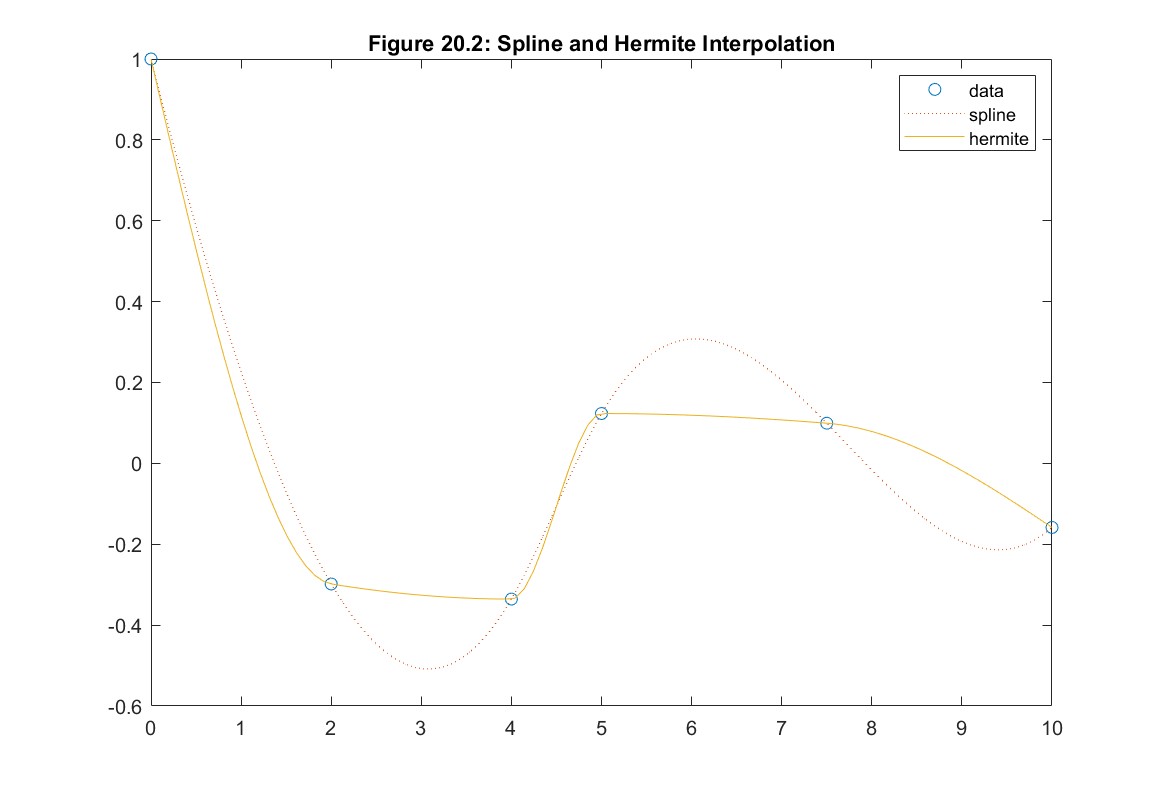 Figure 20.2: Spline and Hermite Interpolation
data
spline
hermite
1
0.8
0.6
0.4
0.2
0
-0.2
-0.4
-0.6
0 1 2 3 4 5 6 7 8 9 10